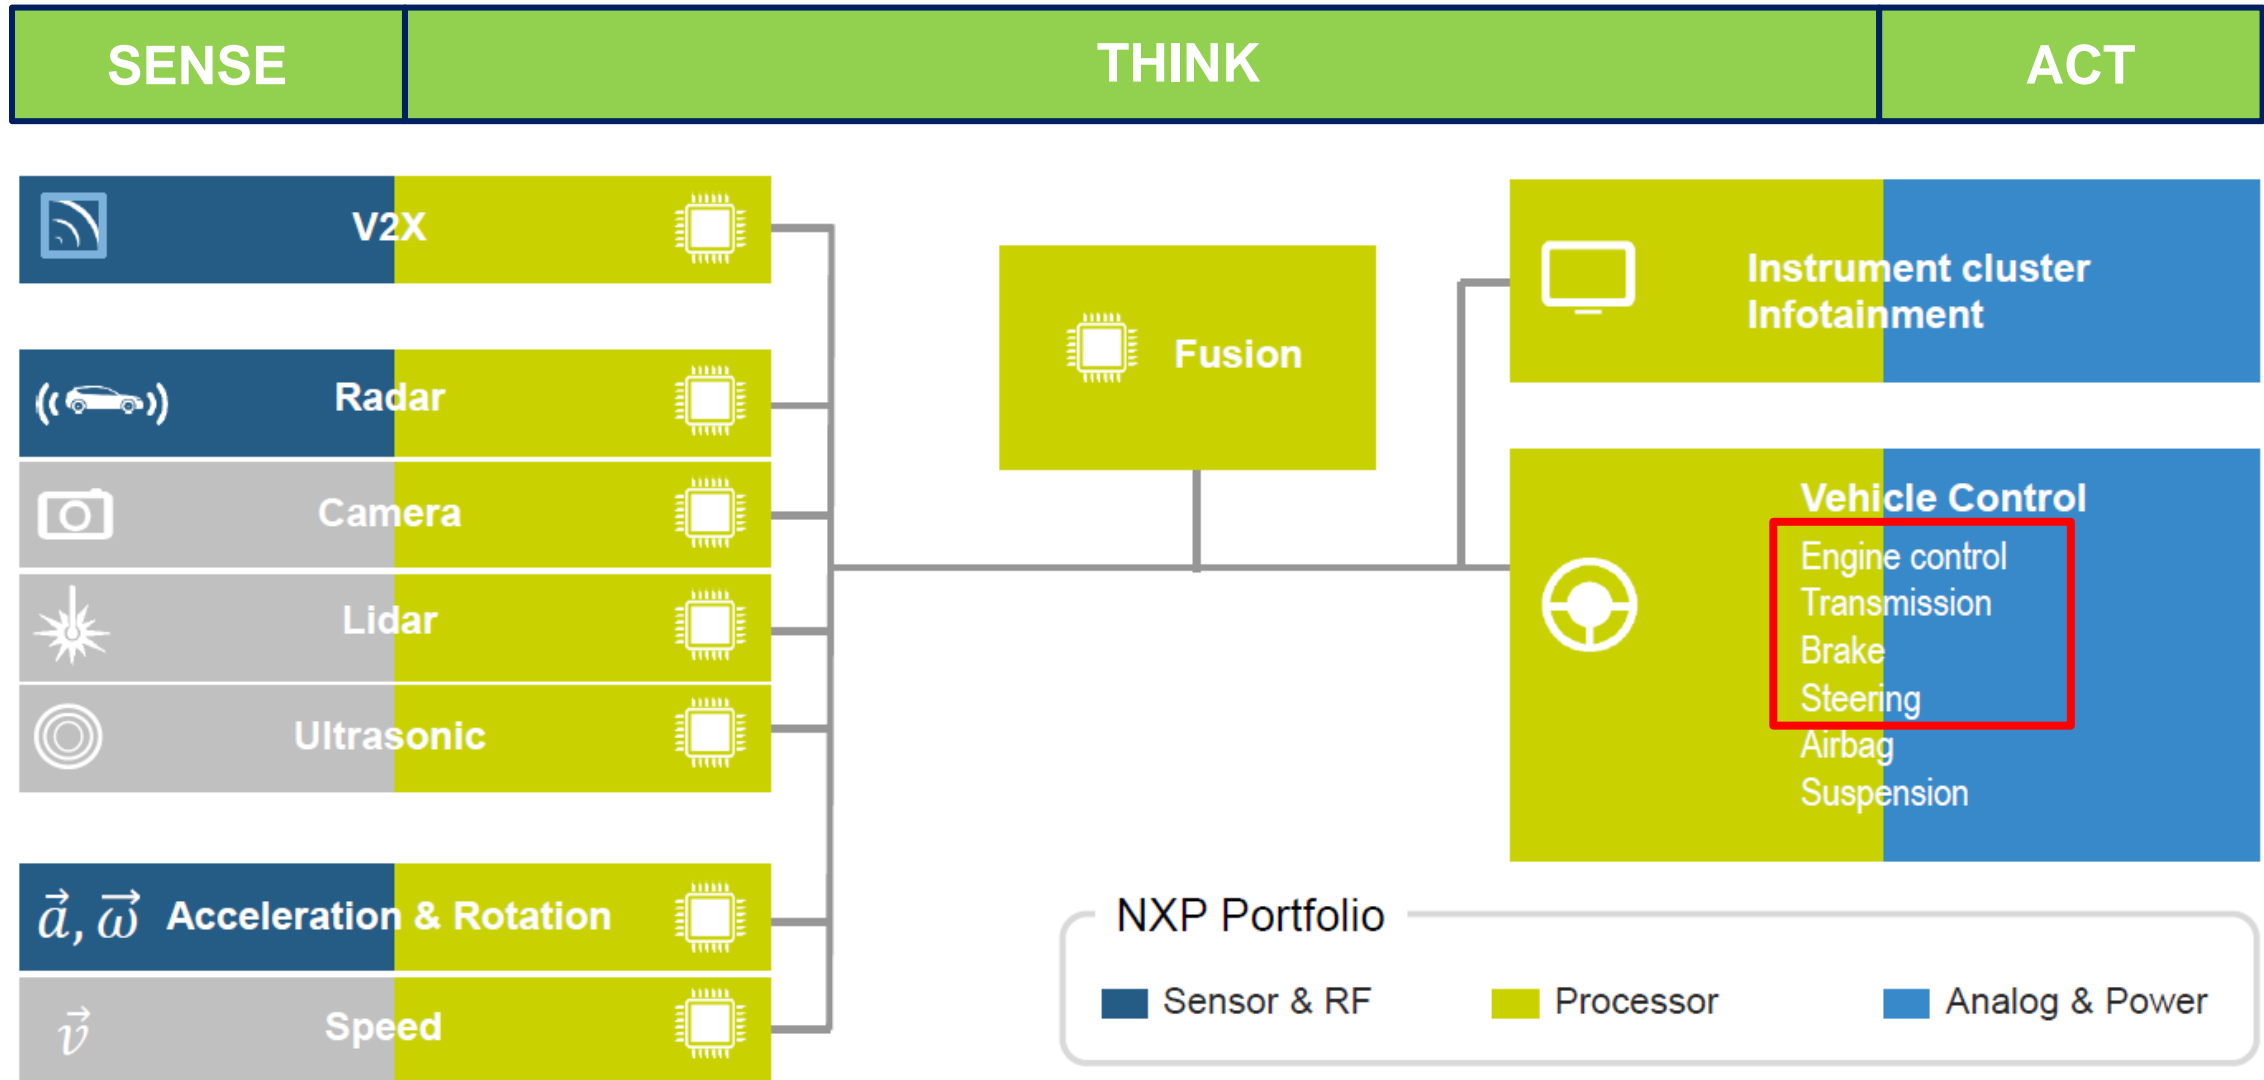 SENSE
THINK
ACT
V2X
Radar
Camera
Lidar
Ultrasonic
a, ω Acceleration & Rotation
v Speed
Fusion
Instrument cluster
Infotainment
Vehicle Control
Engine control
Transmission
Brake
Steering
Airbag
Suspension
NXP Portfolio
Sensor & RF
Processor
Analog & Power